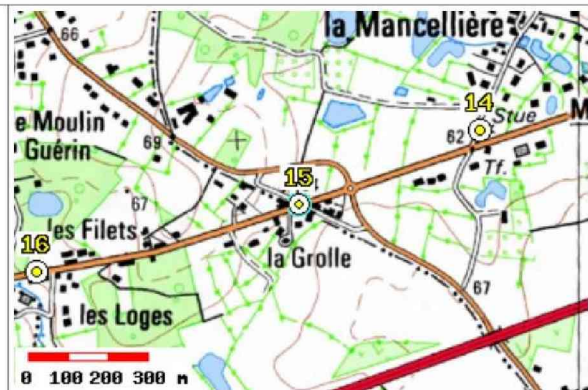 la Mancellière
66
14
Stue
M
e Moulin
Guérin
69
62
15
Tf.
67
les Filets
16
la Grolle
67
les Loges
0 100 200 300 m